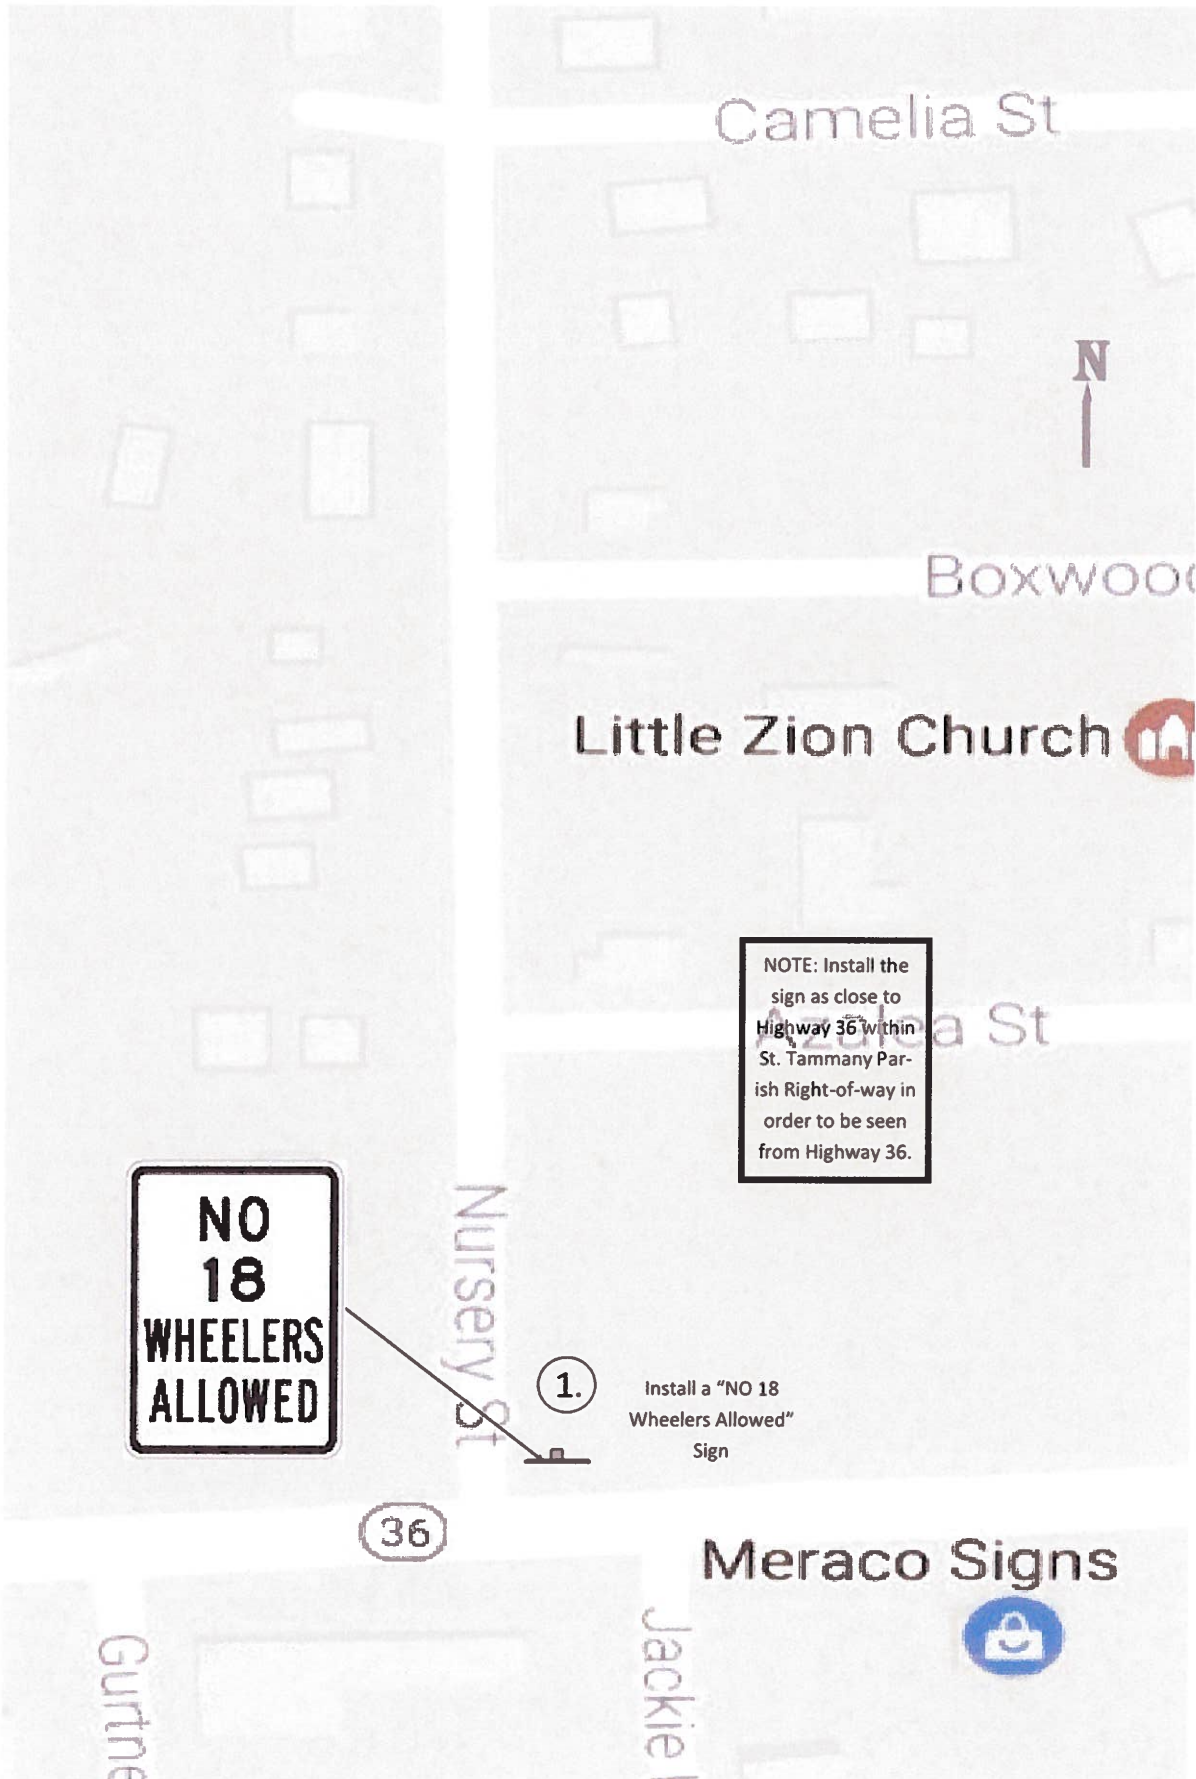 Camelia St
N
Boxwood
Little Zion Church
NOTE: Install the
sign as close to
Highway 36 within
St. Tammany Par-
ish Right-of-way in
order to be seen
from Highway 36.
Azalea St
NO
18
WHEELERS
ALLOWED
Nursery St
1.
Install a “NO 18
Wheelers Allowed”
Sign
36
Meraco Signs
Gurtne
Jackie